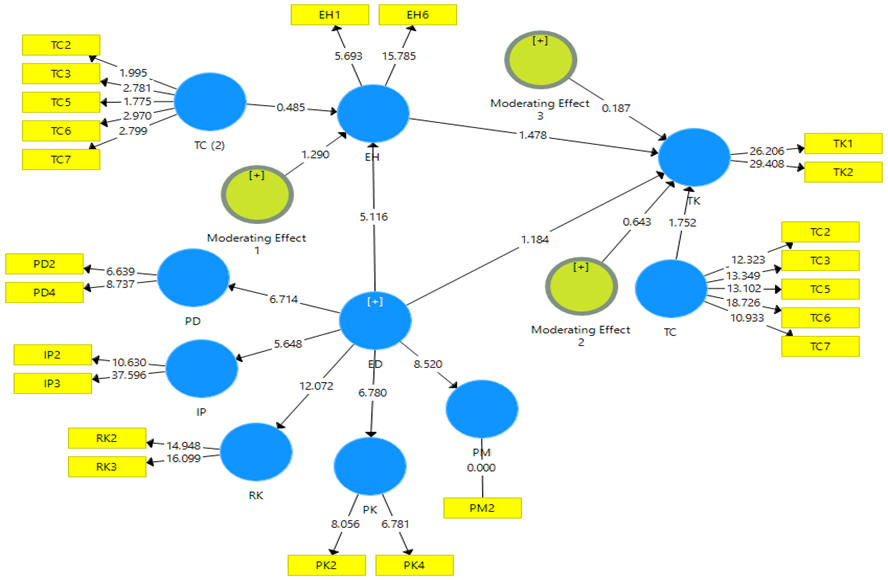 EH1
EH6
TC2
TC3
TC5
TC6
TC7
1.995
2.781
1.775
2.970
2.799
TC (2)
0.485
5.693
15.785
EH
[+]
Moderating Effect
3
0.187
1.478
TK
26.206
29.408
TK1
TK2
1.290
[+]
Moderating Effect
1
5.116
1.184
0.643
1.752
[+]
Moderating Effect
2
TC
12.323
13.349
13.102
18.726
10.933
TC2
TC3
TC5
TC6
TC7
PD2
PD4
6.639
8.737
PD
6.714
[+]
ED
IP2
IP3
10.630
37.596
IP
5.648
12.072
6.780
8.520
RK2
RK3
14.948
16.099
RK
PK
8.056
6.781
PK2
PK4
PM
0.000
PM2